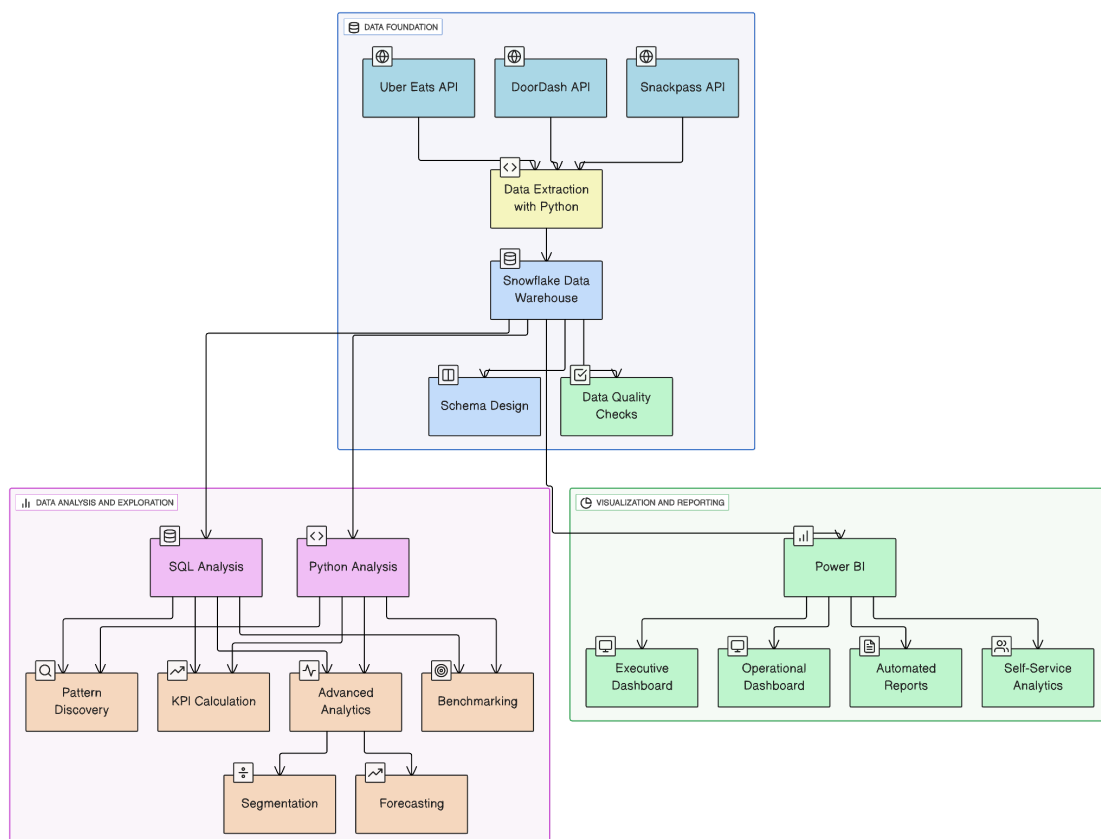 DATA FOUNDATION
Uber Eats API
DoorDash API
Snackpass API
Data Extraction
with Python
Snowflake Data
Warehouse
Schema Design
Data Quality
Checks
DATA ANALYSIS AND EXPLORATION
SQL Analysis
Python Analysis
Pattern
Discovery
KPI Calculation
Advanced
Analytics
Benchmarking
Segmentation
Forecasting
VISUALIZATION AND REPORTING
Power BI
Executive
Dashboard
Operational
Dashboard
Automated
Reports
Self-Service
Analytics